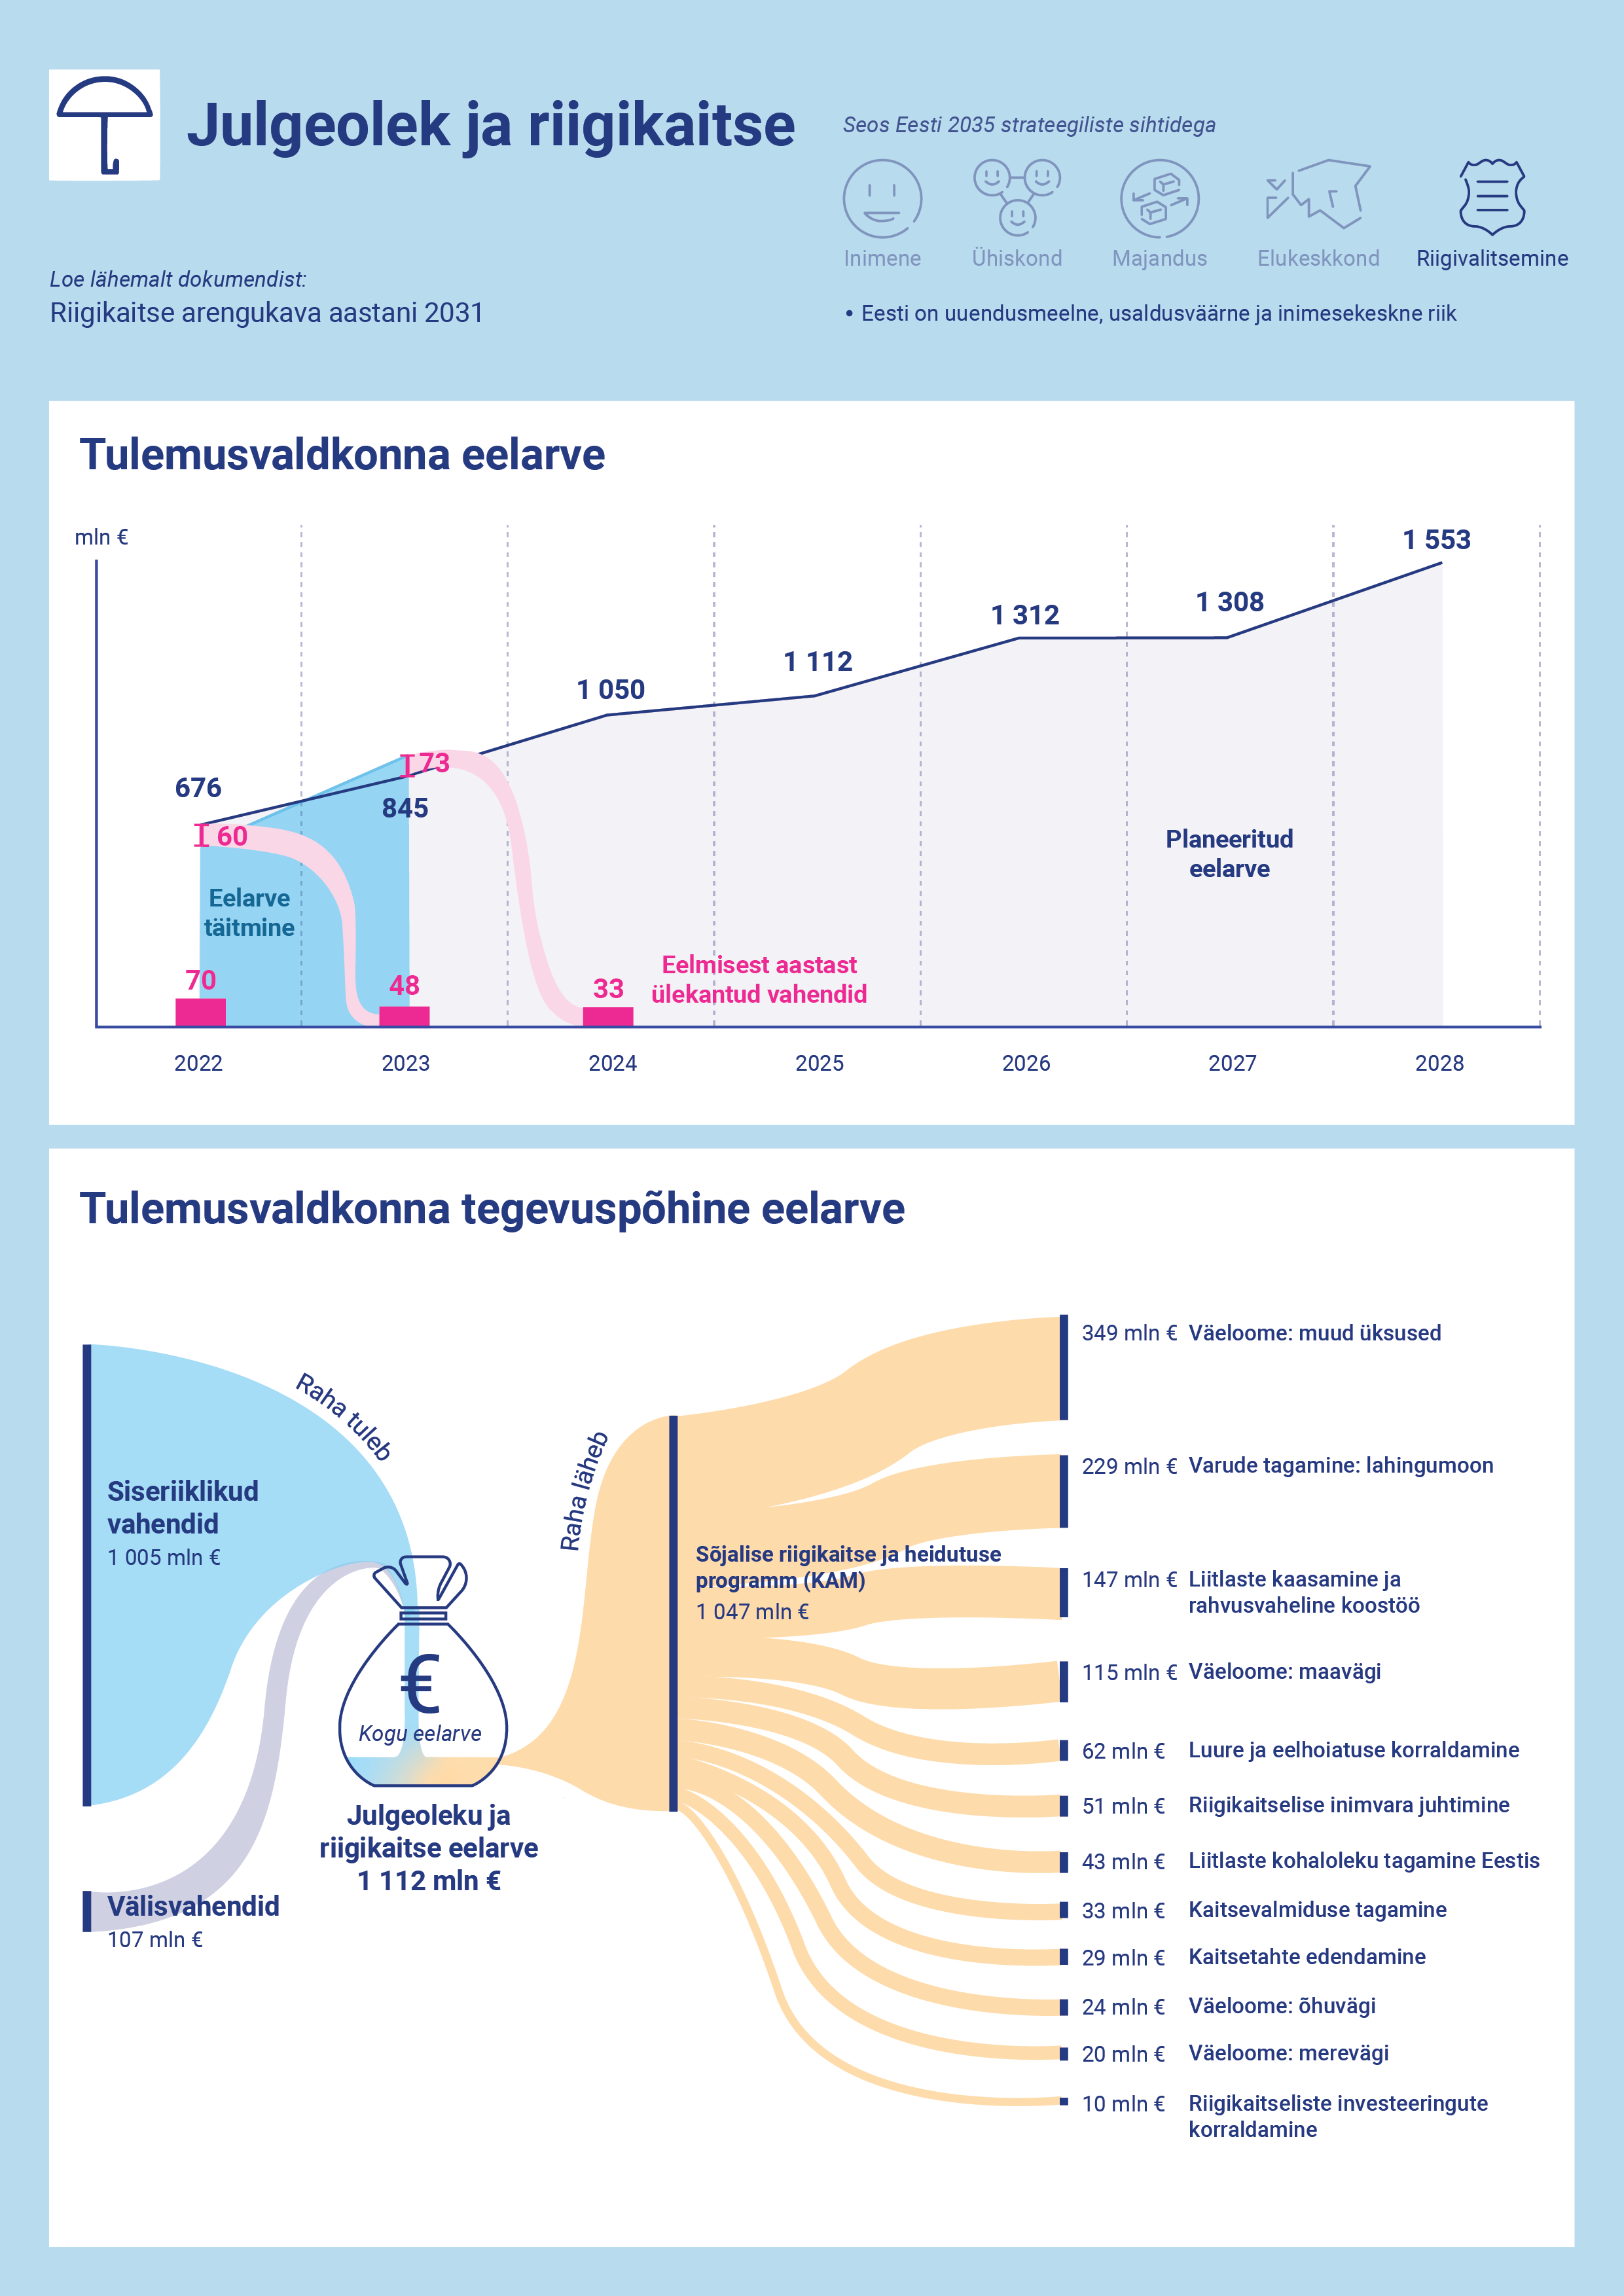 Julgeolek ja riigikaitse
Loe lähemalt dokumendist:
Riigikaitse arengukava aastani 2031
Seos Eesti 2035 strateegiliste sihtidega
Inimene
Ühiskond
Majandus
Elukeskkond
Riigivalitsemine
• Eesti on uuendusmeelne, usaldusväärne ja inimesekeskne riik
Tulemusvaldkonna eelarve
mln €
676
845
1 050
1 112
1 312
1 308
1 553
60
73
Eelarve
täitmine
Planeeritud
eelarve
70
48
33
Eelmisest aastast
ülekantud vahendid
2022
2023
2024
2025
2026
2027
2028
Tulemusvaldkonna tegevuspõhine eelarve
Raha tuleb
Siseriiklikud
vahendid
1 005 mln €
Välisvahendid
107 mln €
€
Kogu eelarve
Julgeoleku ja
riigikaitse eelarve
1 112 mln €
Raha läheb
Sõjalise riigikaitse ja heidutuse
programm (KAM)
1 047 mln €
349 mln € Väeloome: muud üksused
229 mln € Varude tagamine: lahingumoon
147 mln € Liitlaste kaasamine ja
rahvusvaheline koostöö
115 mln € Väeloome: maavägi
62 mln € Luure ja eelhoiatuse korraldamine
51 mln € Riigikaitselise inimvara juhtimine
43 mln € Liitlaste kohaloleku tagamine Eestis
33 mln € Kaitsevalmiduse tagamine
29 mln € Kaitsetahte edendamine
24 mln € Väeloome: õhuvägi
20 mln € Väeloome: merevägi
10 mln € Riigikaitseliste investeeringute
korraldamine